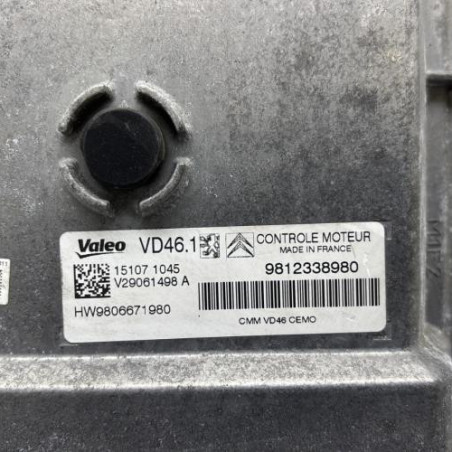 Valeo VD46.1 CONTROLE MOTEUR
MADE IN FRANCE
15107 1045 9812338980
V29061498 A
HW9806671980
CMM VD46 CEMO